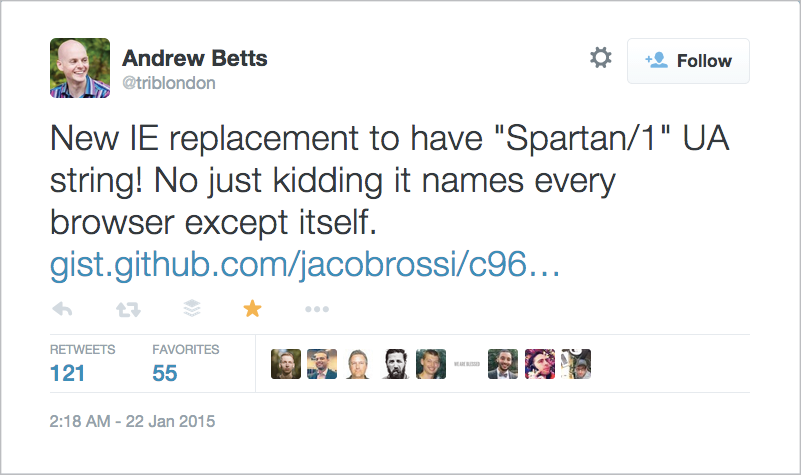 Andrew Betts
@triblondon
Follow
New IE replacement to have "Spartan/1" UA
string! No just kidding it names every
browser except itself.
gist.github.com/jacobrossi/c96…
RETWEETS
FAVORITES
121
55
2:18 AM - 22 Jan 2015